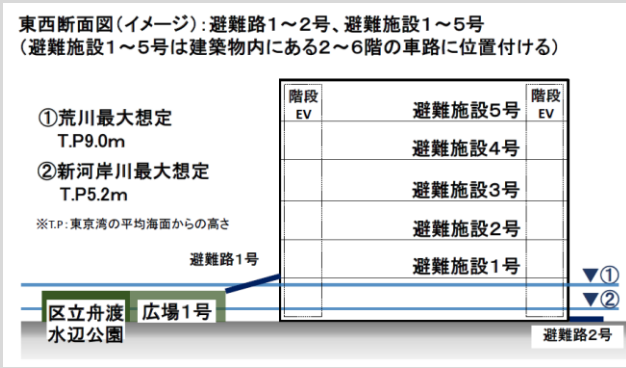 東西断面図(イメージ):避難路1～2号、避難施設1～5号
(避難施設1～5号は建築物内にある2～6階の車路に位置付ける)
①荒川最大想定
T.P9.0m
②新河岸川最大想定
T.P5.2m
※T.P:東京湾の平均海面からの高さ
階段
EV
階段
EV
避難施設5号
避難施設4号
避難施設3号
避難施設2号
避難施設1号
避難路1号
▼①
▼②
区立舟渡
水辺公園
広場1号
避難路2号